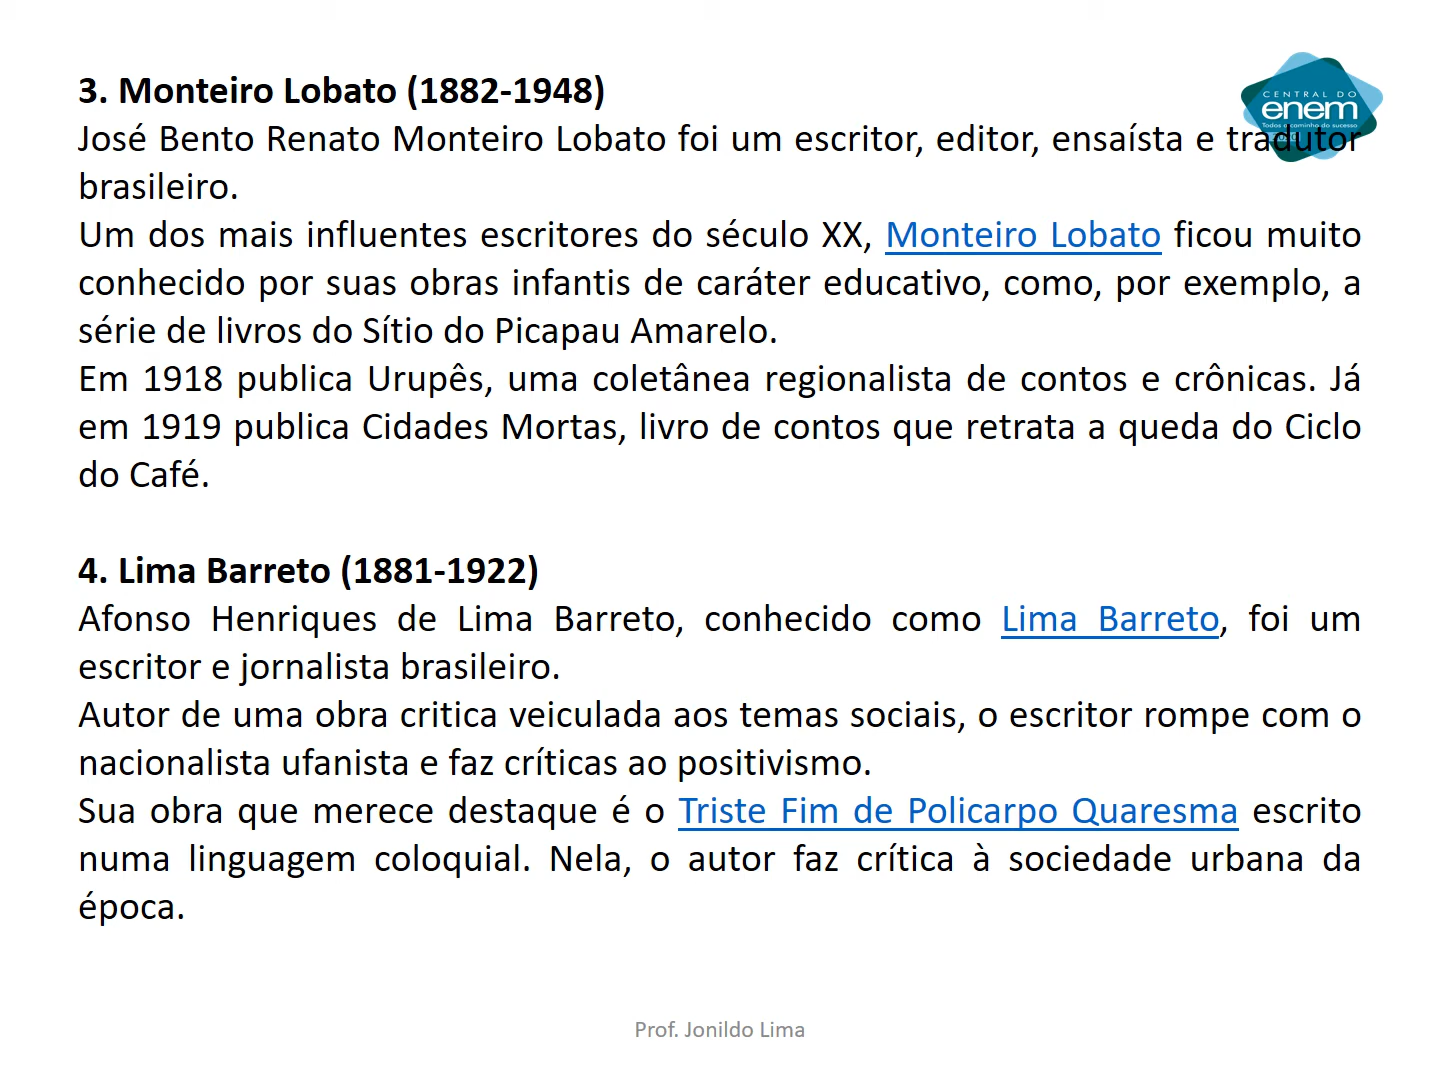 3. Monteiro Lobato (1882-1948)
CENTRAL DO
enem
Todos a caminho do sucesso
José Bento Renato Monteiro Lobato foi um escritor, editor, ensaísta e tradutor
brasileiro.
Um dos mais influentes escritores do século XX, Monteiro Lobato ficou muito
conhecido por suas obras infantis de caráter educativo, como, por exemplo, a
série de livros do Sítio do Picapau Amarelo.
Em 1918 publica Urupês, uma coletânea regionalista de contos e crônicas. Já
em 1919 publica Cidades Mortas, livro de contos que retrata a queda do Ciclo
do Café.
4. Lima Barreto (1881-1922)
Afonso Henriques de Lima Barreto, conhecido como Lima Barreto, foi um
escritor e jornalista brasileiro.
Autor de uma obra critica veiculada aos temas sociais, o escritor rompe com o
nacionalista ufanista e faz críticas ao positivismo.
Sua obra que merece destaque é o Triste Fim de Policarpo Quaresma escrito
numa linguagem coloquial. Nela, o autor faz crítica à sociedade urbana da
época.
Prof. Jonildo Lima